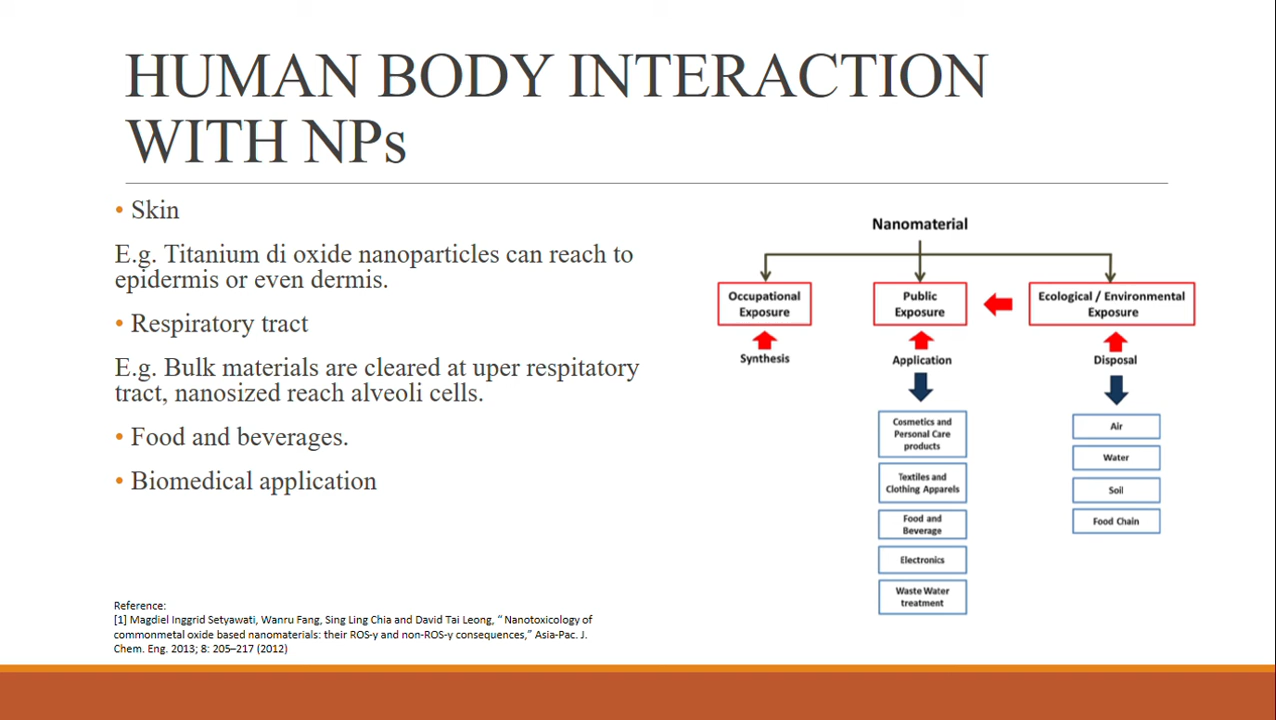 HUMAN BODY INTERACTION
WITH NPs
• Skin
E.g. Titanium di oxide nanoparticles can reach to
epidermis or even dermis.
• Respiratory tract
E.g. Bulk materials are cleared at uper respitatory
tract, nanosized reach alveoli cells.
• Food and beverages.
• Biomedical application
Nanomaterial
Occupational
Exposure
Public
Exposure
Ecological / Environmental
Exposure
Synthesis
Application
Disposal
Cosmetics and
Personal Care
products
Textiles and
Clothing Apparels
Food and
Beverage
Electronics
Waste Water
treatment
Air
Water
Soil
Food Chain
Reference:
[1] Magdiel Inggrid Setyawati, Wanru Fang, Sing Ling Chia and David Tai Leong, “ Nanotoxicology of
commonmetal oxide based nanomaterials: their ROS-y and non-ROS-y consequences,” Asia-Pac. J.
Chem. Eng. 2013; 8: 205–217 (2012)